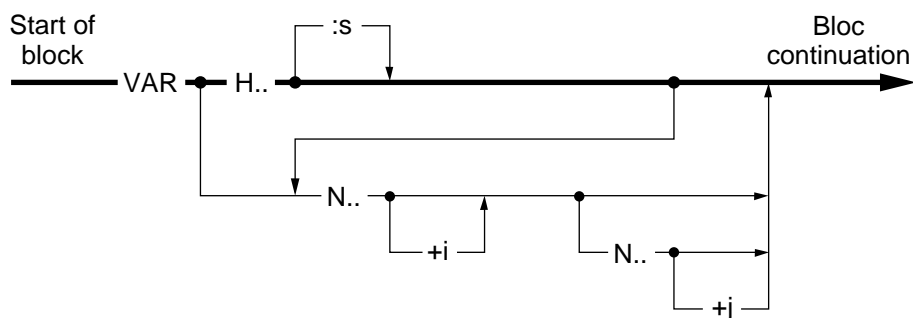 Start of
block
:s
Bloc
continuation
VAR
H..
N..
+i
N..
+j